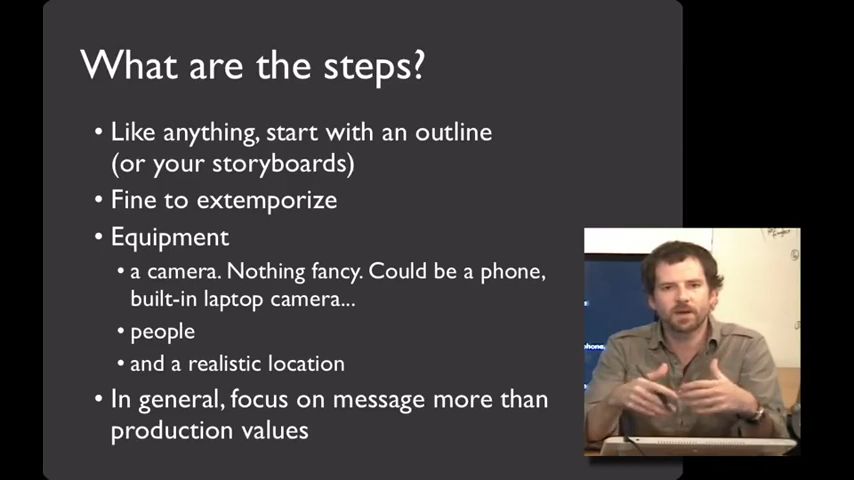 What are the steps?
• Like anything, start with an outline
(or your storyboards)
• Fine to extemporize
• Equipment
• a camera. Nothing fancy. Could be a phone,
built-in laptop camera...
• people
• and a realistic location
• In general, focus on message more than
production values
phone,